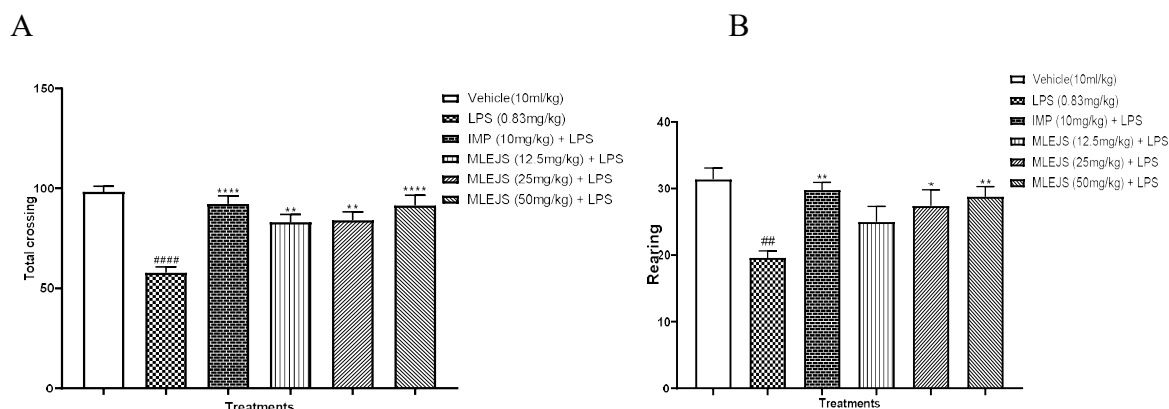 A
B
150
100
50
0
Total crossing
####
****
**
**
****
Treatments
Vehicle(10ml/kg)
LPS (0.83mg/kg)
IMP (10mg/kg) + LPS
MLEJS (12.5mg/kg) + LPS
MLEJS (25mg/kg) + LPS
MLEJS (50mg/kg) + LPS
40
30
20
10
0
Rearing
##
**
*
**
Treatments
Vehicle(10ml/kg)
LPS (0.83mg/kg)
IMP (10mg/kg) + LPS
MLEJS (12.5mg/kg) + LPS
MLEJS (25mg/kg) + LPS
MLEJS (50mg/kg) + LPS